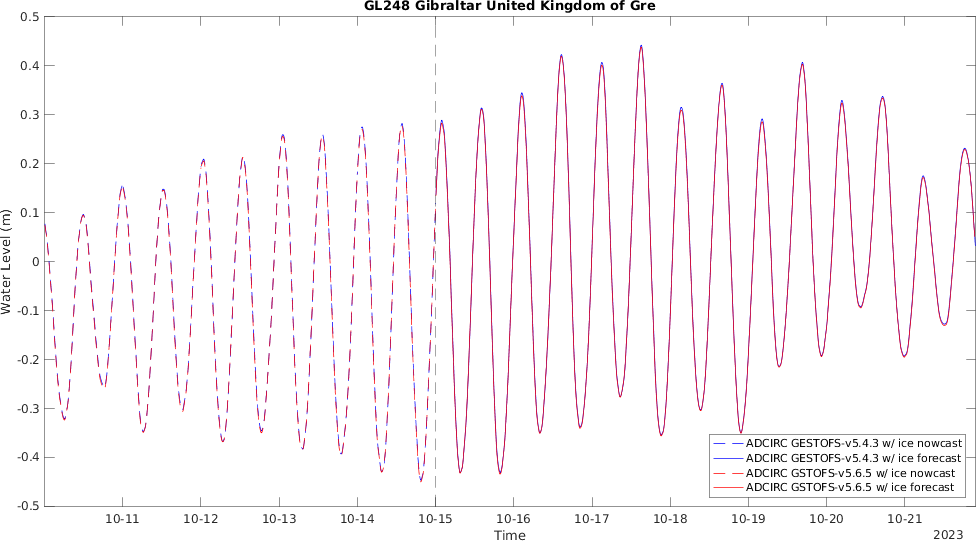 GL248 Gibraltar United Kingdom of Gre
0.5
0.4
0.3
0.2
0.1
0
-0.1
-0.2
-0.3
-0.4
-0.5
Water Level (m)
10-11 10-12 10-13 10-14 10-15 10-16 10-17 10-18 10-19 10-20 10-21
Time
2023
ADCIRC GESTOFS-v5.4.3 w/ ice nowcast
ADCIRC GESTOFS-v5.4.3 w/ ice forecast
ADCIRC GSTOFS-v5.6.5 w/ ice nowcast
ADCIRC GSTOFS-v5.6.5 w/ ice forecast